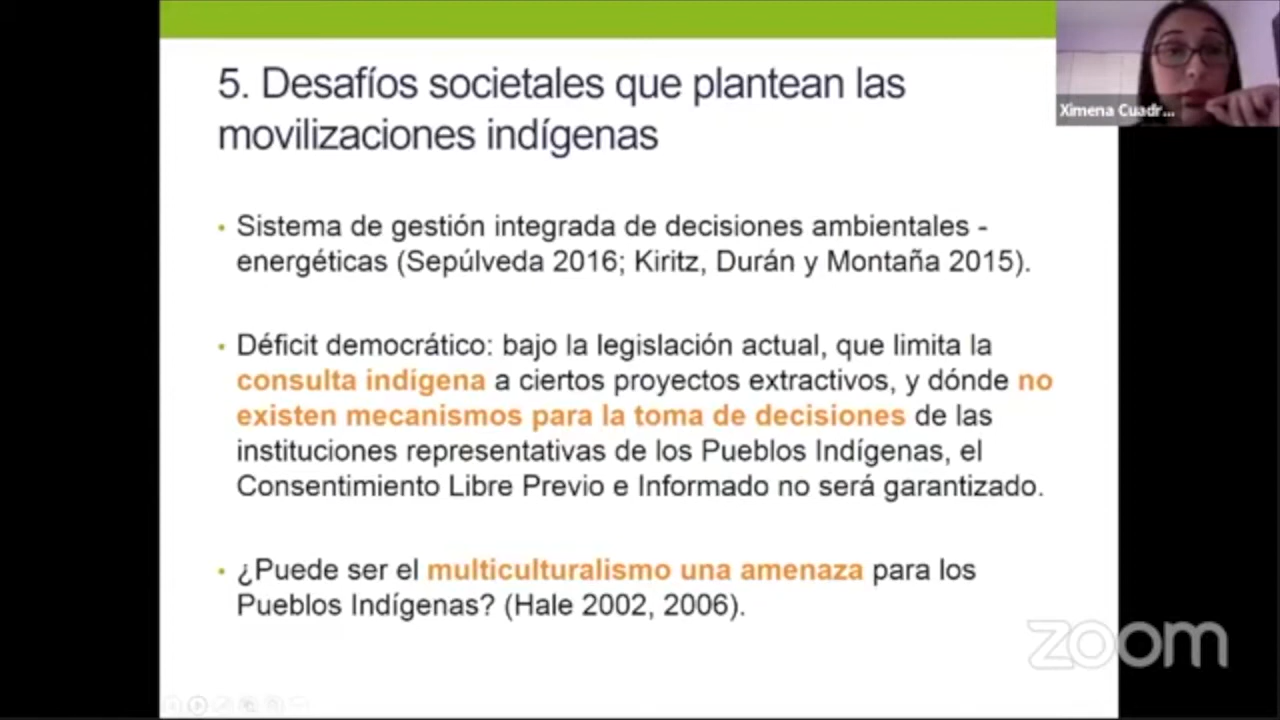 5. Desafíos societales que plantean las
movilizaciones indígenas
Ximena Cuadr...
• Sistema de gestión integrada de decisiones ambientales -
energéticas (Sepúlveda 2016; Kiritz, Durán y Montaña 2015).
• Déficit democrático: bajo la legislación actual, que limita la
consulta indígena a ciertos proyectos extractivos, y dónde no
existen mecanismos para la toma de decisiones de las
instituciones representativas de los Pueblos Indígenas, el
Consentimiento Libre Previo e Informado no será garantizado.
• ¿Puede ser el multiculturalismo una amenaza para los
Pueblos Indígenas? (Hale 2002, 2006).
zoom